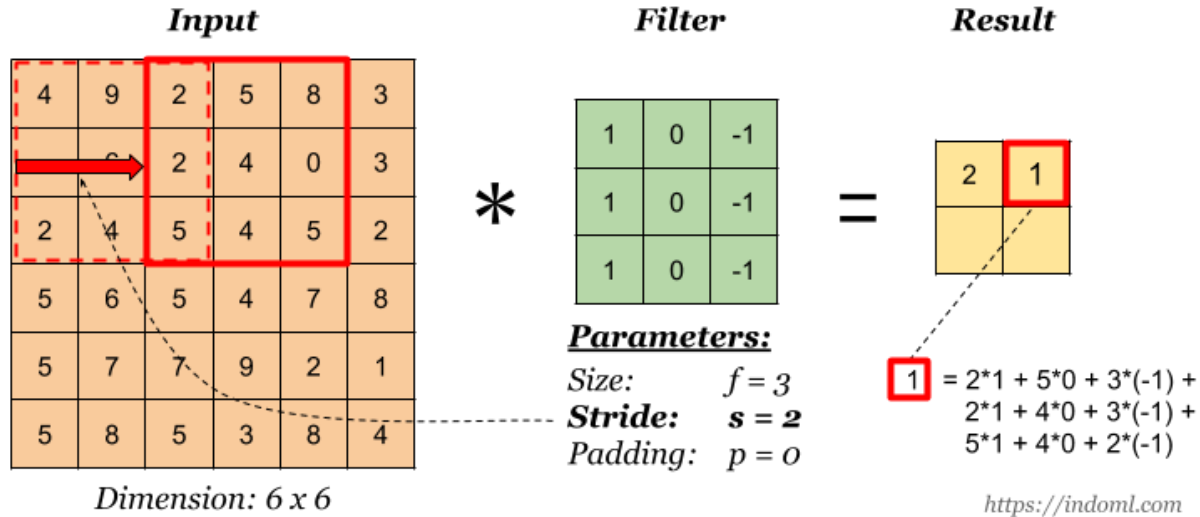 Input Filter Result
4 9 2 5 8 3
2 4 0 3
2 4 5 4 5 2
5 6 5 4 7 8
5 7 7 9 2 1
5 8 5 3 8 4
Dimension: 6 x 6
*
1 0 -1
1 0 -1
1 0 -1
Parameters:
Size: f = 3
Stride: s = 2
Padding: p = 0
=
2 1
1 = 2*1 + 5*0 + 3*(-1) +
2*1 + 4*0 + 3*(-1) +
5*1 + 4*0 + 2*(-1)
https://indoml.com